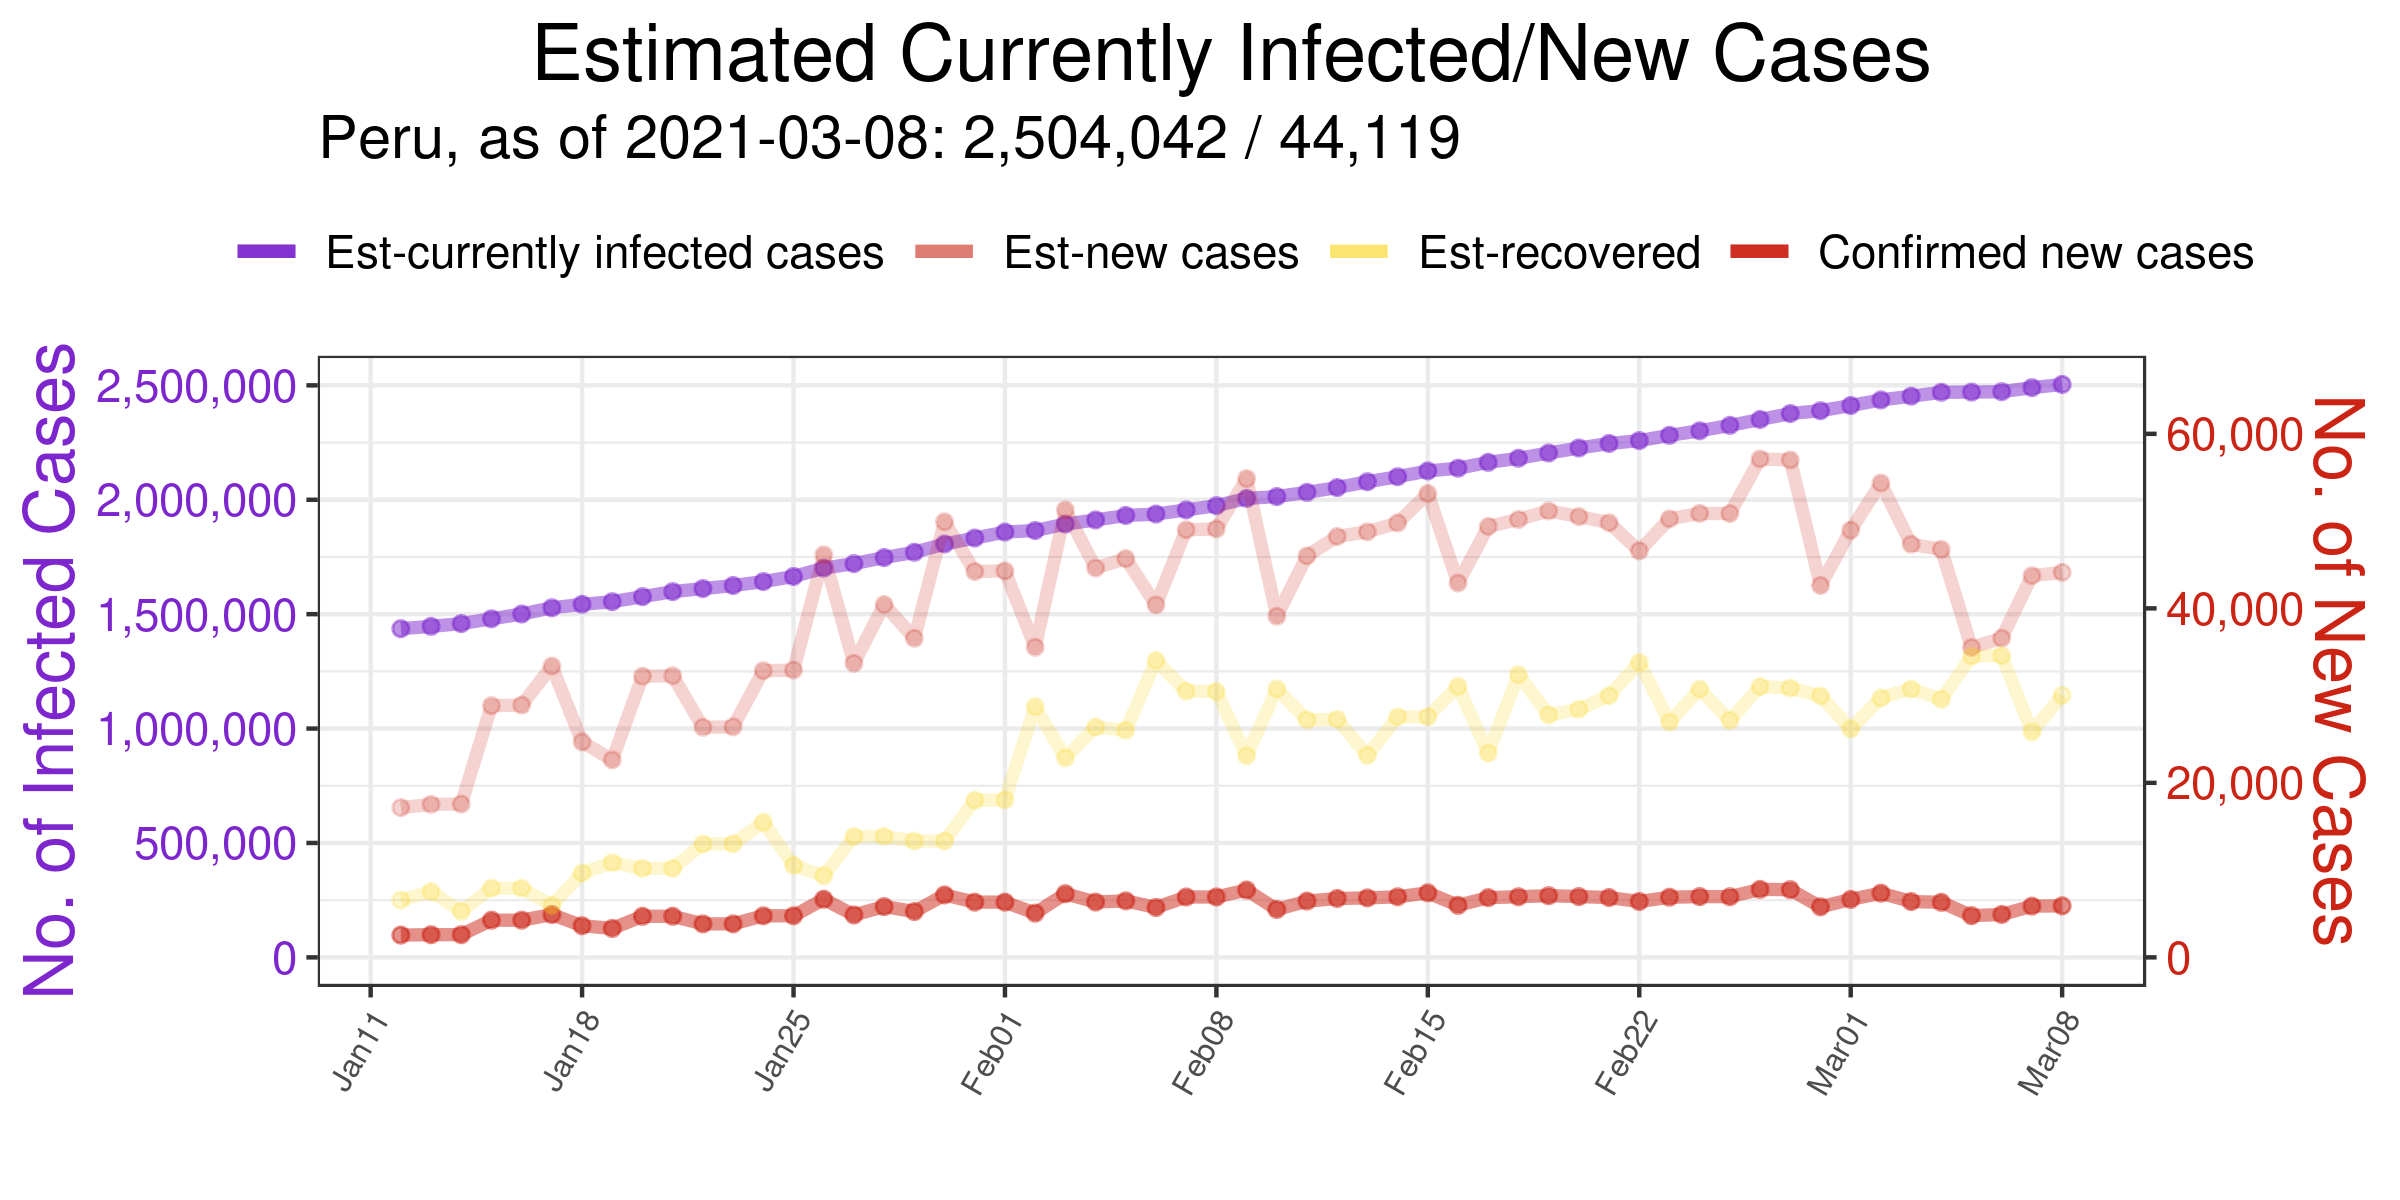 Estimated Currently Infected/New Cases
Peru, as of 2021-03-08: 2,504,042 / 44,119
Est-currently infected cases Est-new cases Est-recovered Confirmed new cases
No. of Infected Cases
2,500,000
2,000,000
1,500,000
1,000,000
500,000
0
60,000
40,000
20,000
0
No. of New Cases
Jan11 Jan18 Jan25 Feb01 Feb08 Feb15 Feb22 Mar01 Mar08